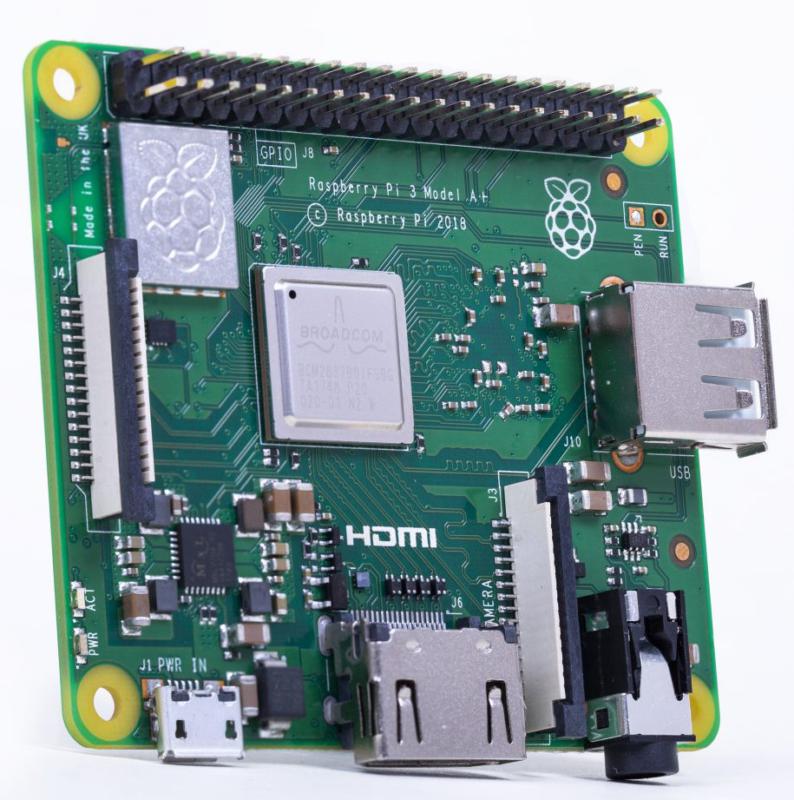 GPIO
J8
Made in the UK
Raspberry Pi 3 Model A+
© Raspberry Pi 2018
PEN
RUN
J4
BROADCOM
J10
USB
J3
HDMI
CAMERA
J6
ACT
PWR
J1 PWR IN